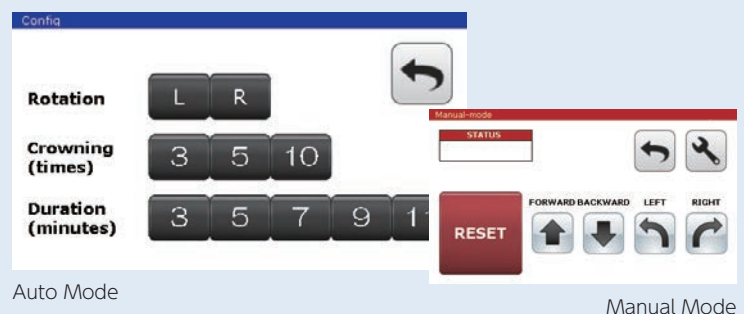 Config
Rotation L R
Crowning
(times)
3 5 10
Duration
(minutes)
3 5 7 9
Auto Mode
Manual-mode
STATUS
FORWARD BACKWARD LEFT RIGHT
RESET
Manual Mode